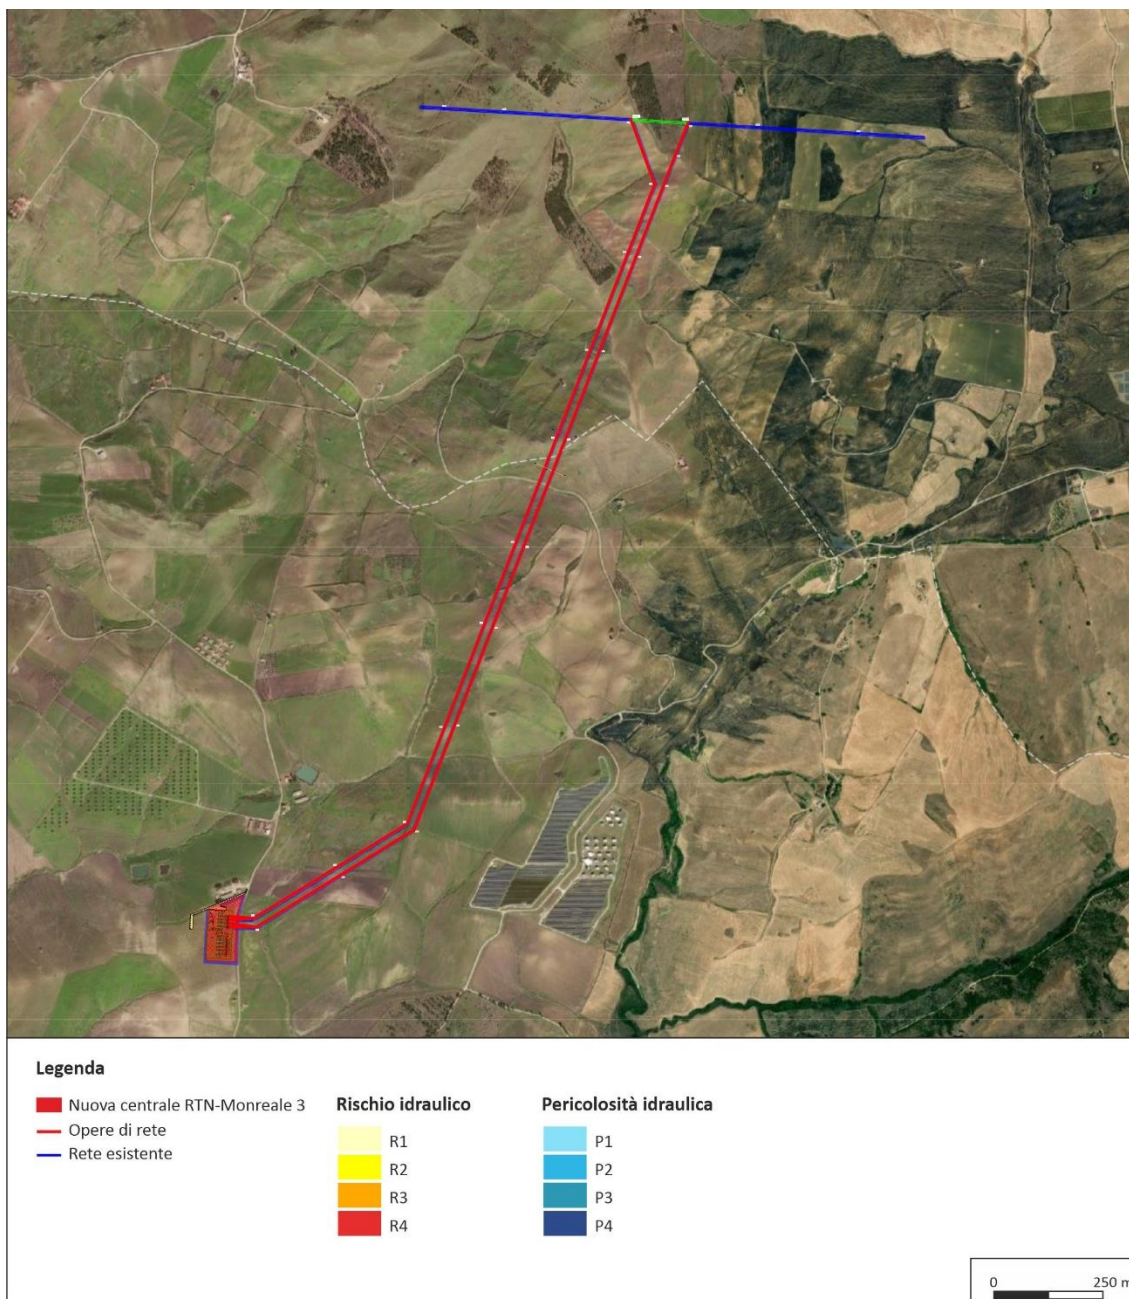 Legenda
Nuova centrale RTN-Monreale 3
Opere di rete
Rete esistente
Rischio idraulico
R1
R2
R3
R4
Pericolosità idraulica
P1
P2
P3
P4
0 250 m